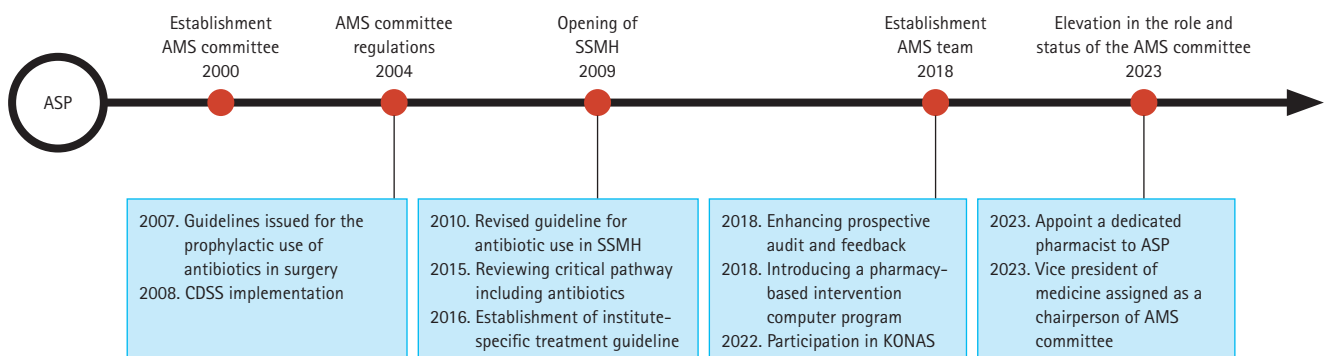 Establishment
AMS committee
2000
AMS committee
regulations
2004
Opening of
SSMH
2009
Establishment
AMS team
2018
Elevation in the role and
status of the AMS committee
2023
ASP
2007. Guidelines issued for the
prophylactic use of
antibiotics in surgery
2008. CDSS implementation
2010. Revised guideline for
antibiotic use in SSMH
2015. Reviewing critical pathway
including antibiotics
2016. Establishment of institute-
specific treatment guideline
2018. Enhancing prospective
audit and feedback
2018. Introducing a pharmacy-
based intervention
computer program
2022. Participation in KONAS
2023. Appoint a dedicated
pharmacist to ASP
2023. Vice president of
medicine assigned as a
chairperson of AMS
committee